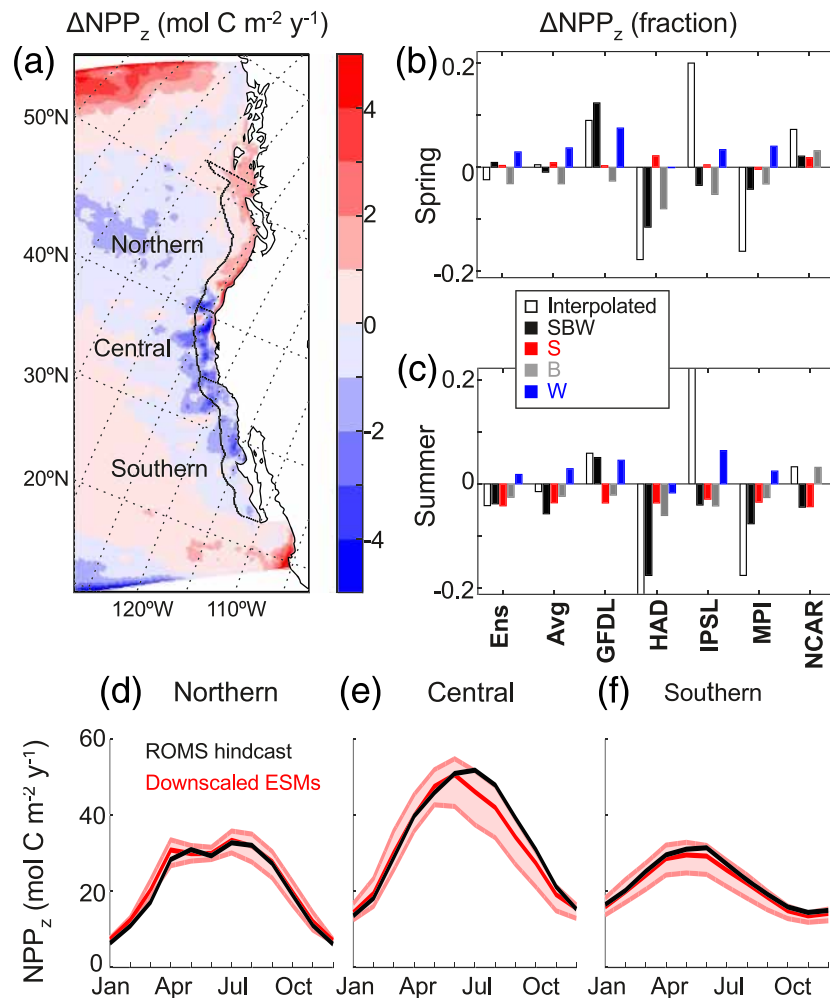 ΔNPPz (mol C m-2 y-1)
ΔNPPz (fraction)
(a)
50ºN
40ºN
30ºN
20ºN
Northern
Central
Southern
120ºW
110ºW
4
2
0
-2
-4
(b)
0.2
0
-0.2
Spring
Interpolated
SBW
S
B
W
(c)
0.2
0
-0.2
Summer
Ens
Avg
GFDL
HAD
IPSL
MPI
NCAR
(d) Northern
(e) Central
(f) Southern
NPPz (mol C m-2 y-1)
60
40
20
0
ROMS hindcast
Downscaled ESMs
Jan Apr Jul Oct
Jan Apr Jul Oct
Jan Apr Jul Oct